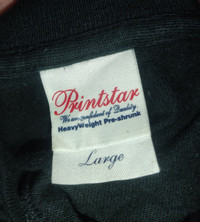 Printstar
We are confident of Quality
HeavyWeight Pre-shrunk
Large